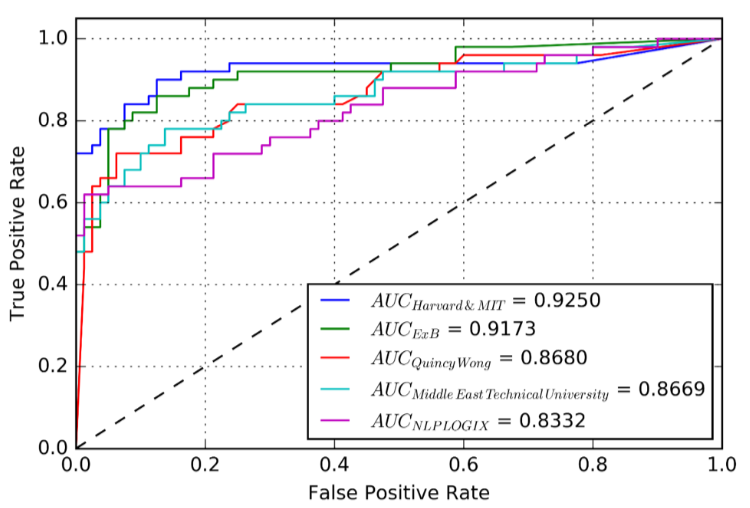 1.0
0.8
0.6
0.4
0.2
0.0
True Positive Rate
AUC Harvard & MIT = 0.9250
AUC ExB = 0.9173
AUC QuincyWong = 0.8680
AUC Middle East Technical University = 0.8669
AUC NLPLOGIX = 0.8332
0.0 0.2 0.4 0.6 0.8 1.0
False Positive Rate